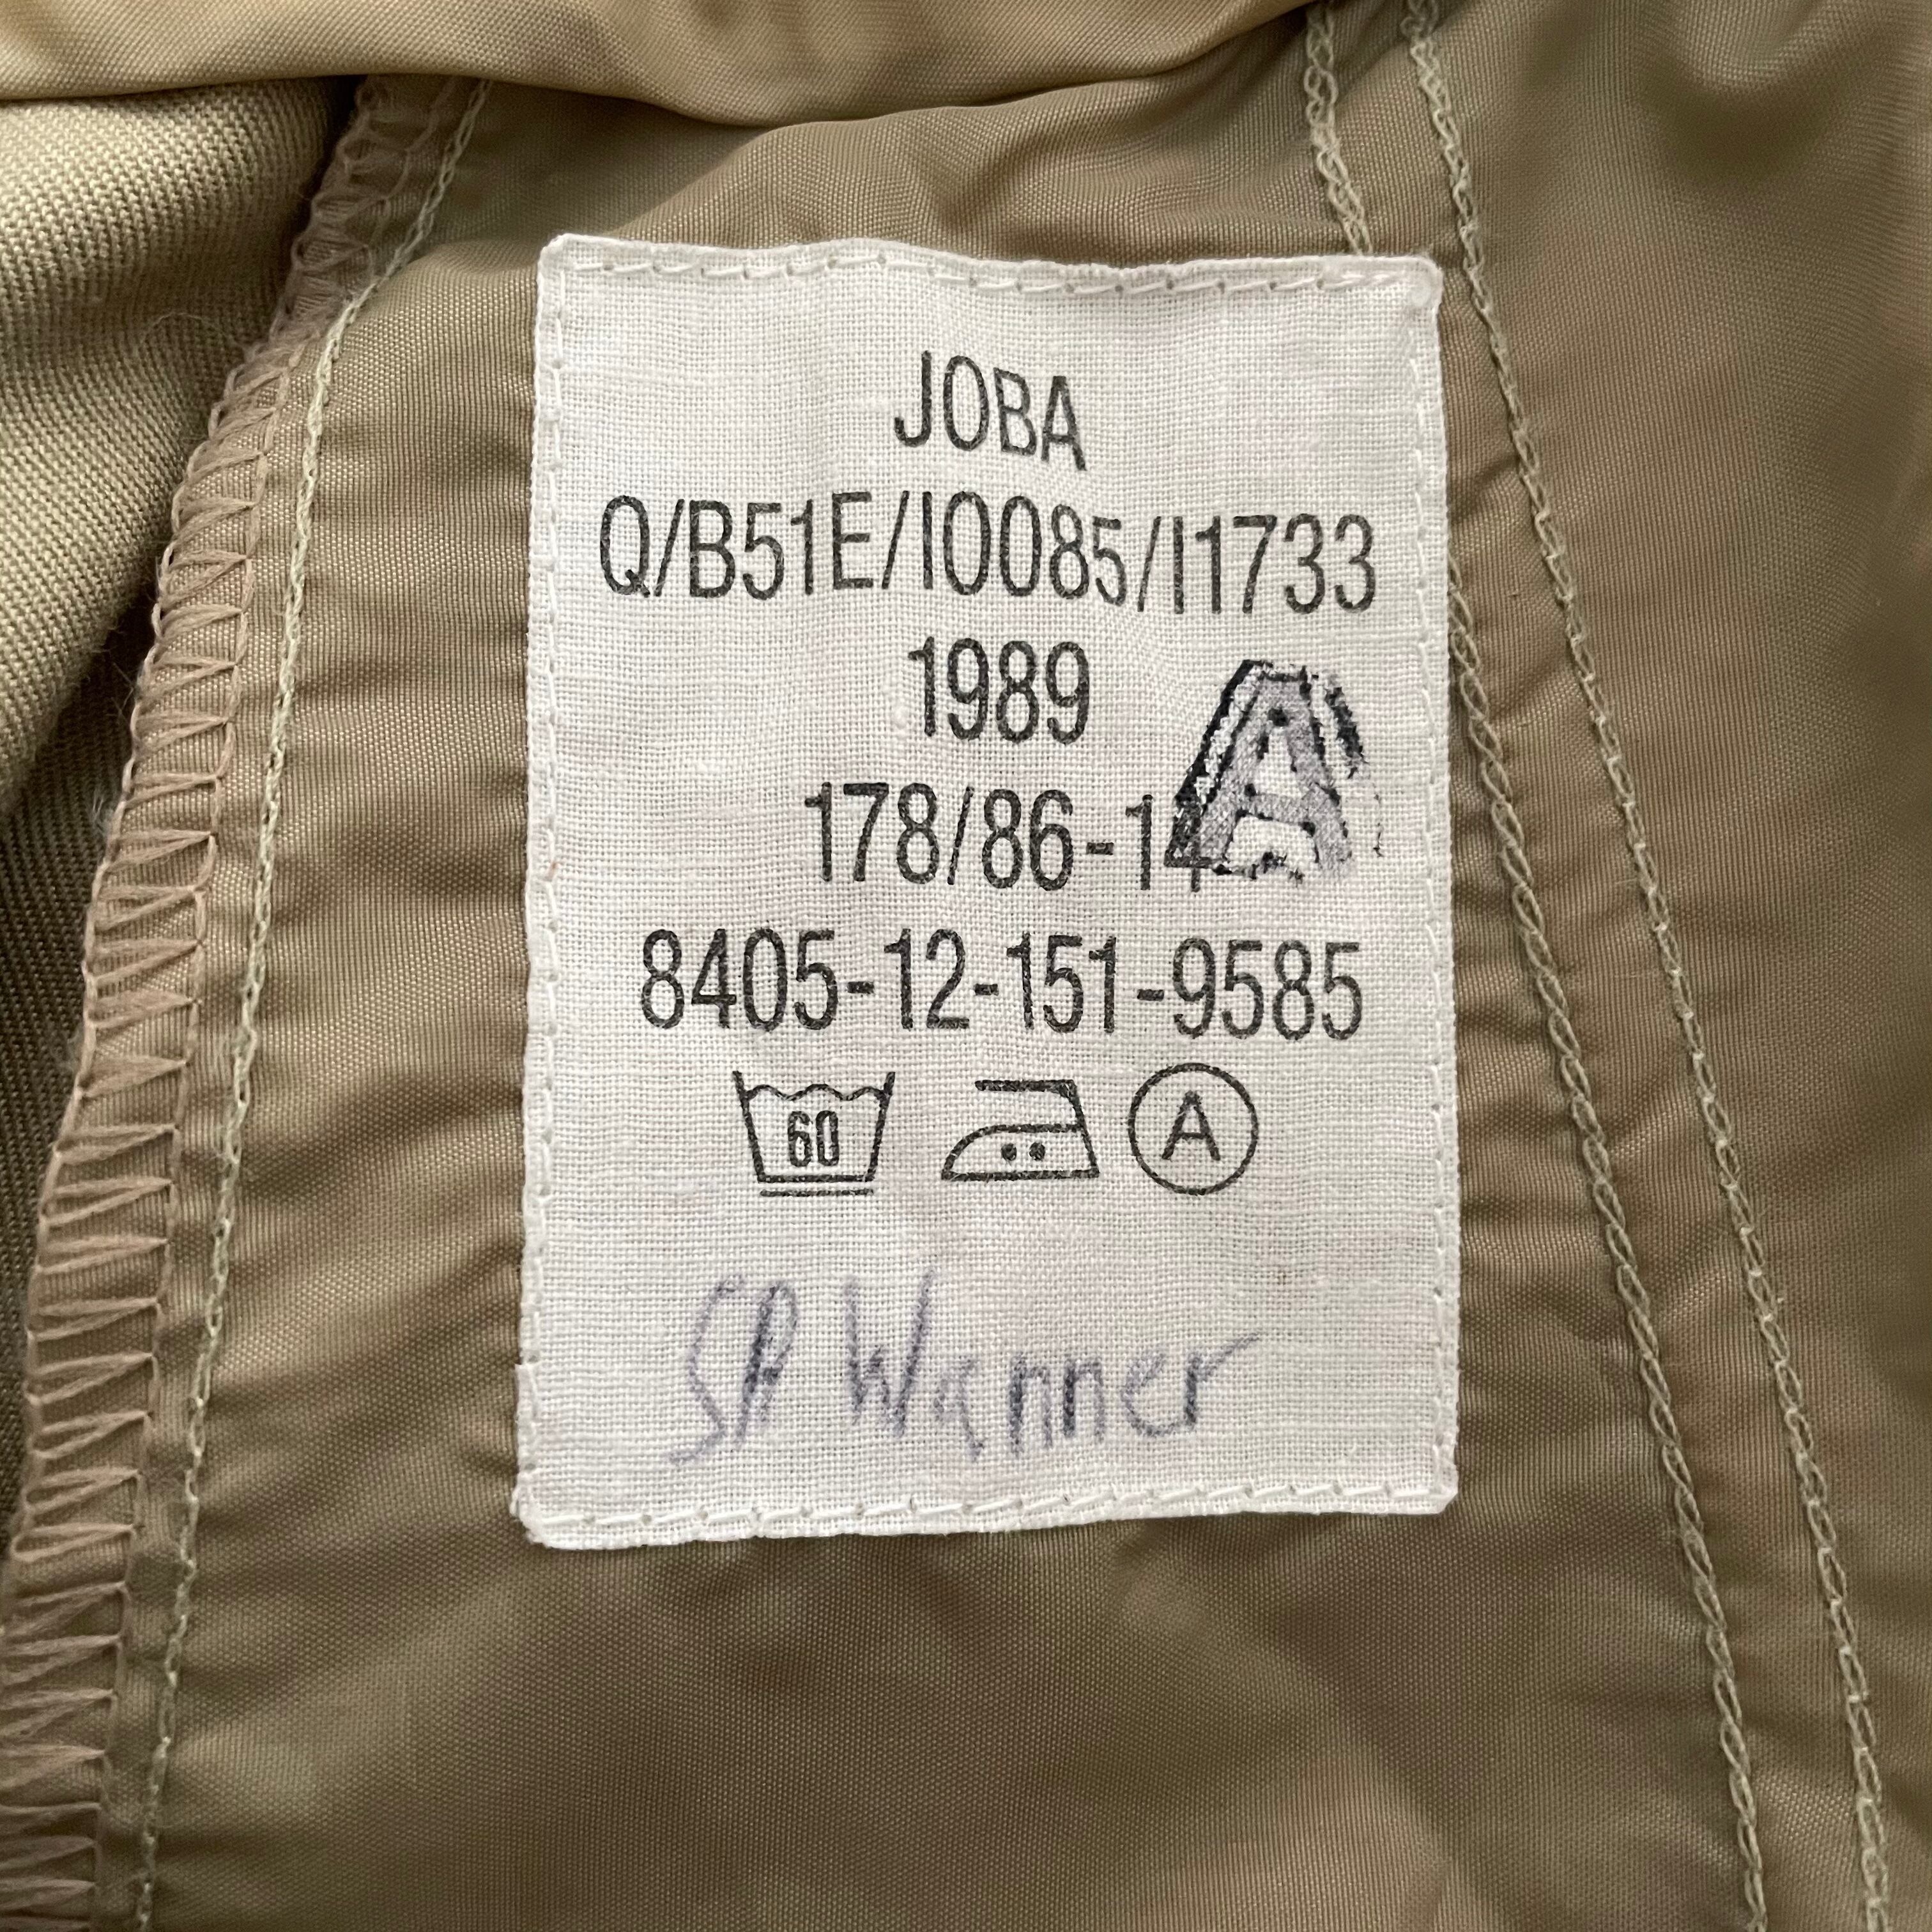 JOBA
Q/B51E/I0085/I1733
1989
A
178/86-14
8405-12-151-9585
60 A
SP Wanner